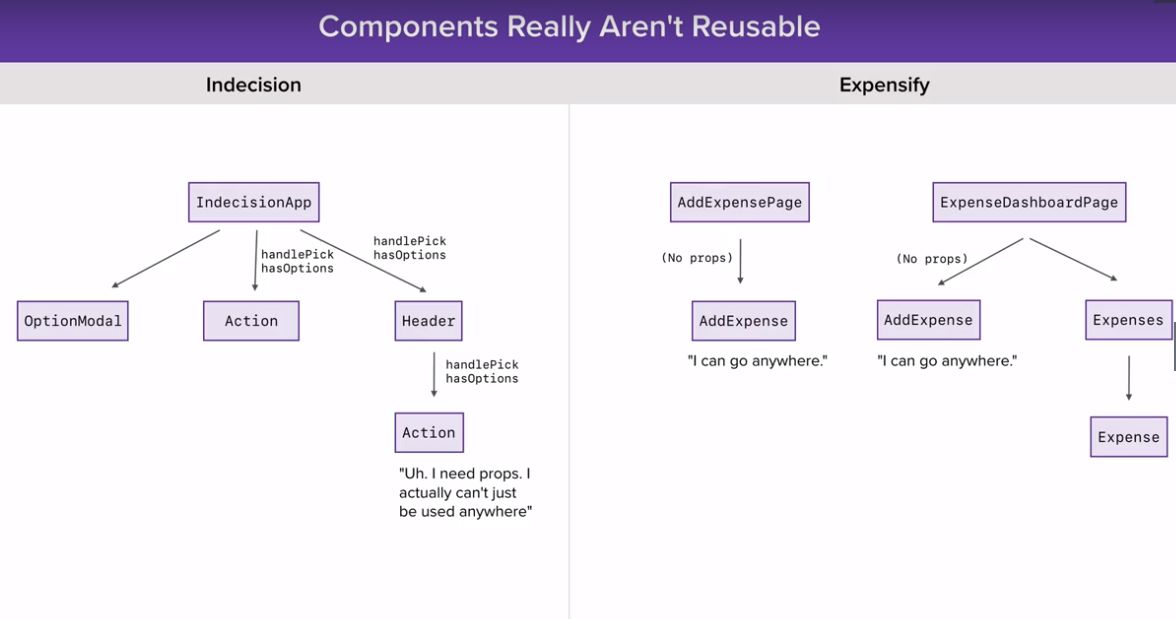 Components Really Aren't Reusable
Indecision
IndecisionApp
handlePick
hasOptions
handlePick
hasOptions
OptionModal
Action
Header
handlePick
hasOptions
Action
"Uh. I need props. I
actually can't just
be used anywhere"
Expensify
AddExpensePage
ExpenseDashboardPage
(No props)
(No props)
AddExpense
AddExpense
Expenses
"I can go anywhere."
"I can go anywhere."
Expense